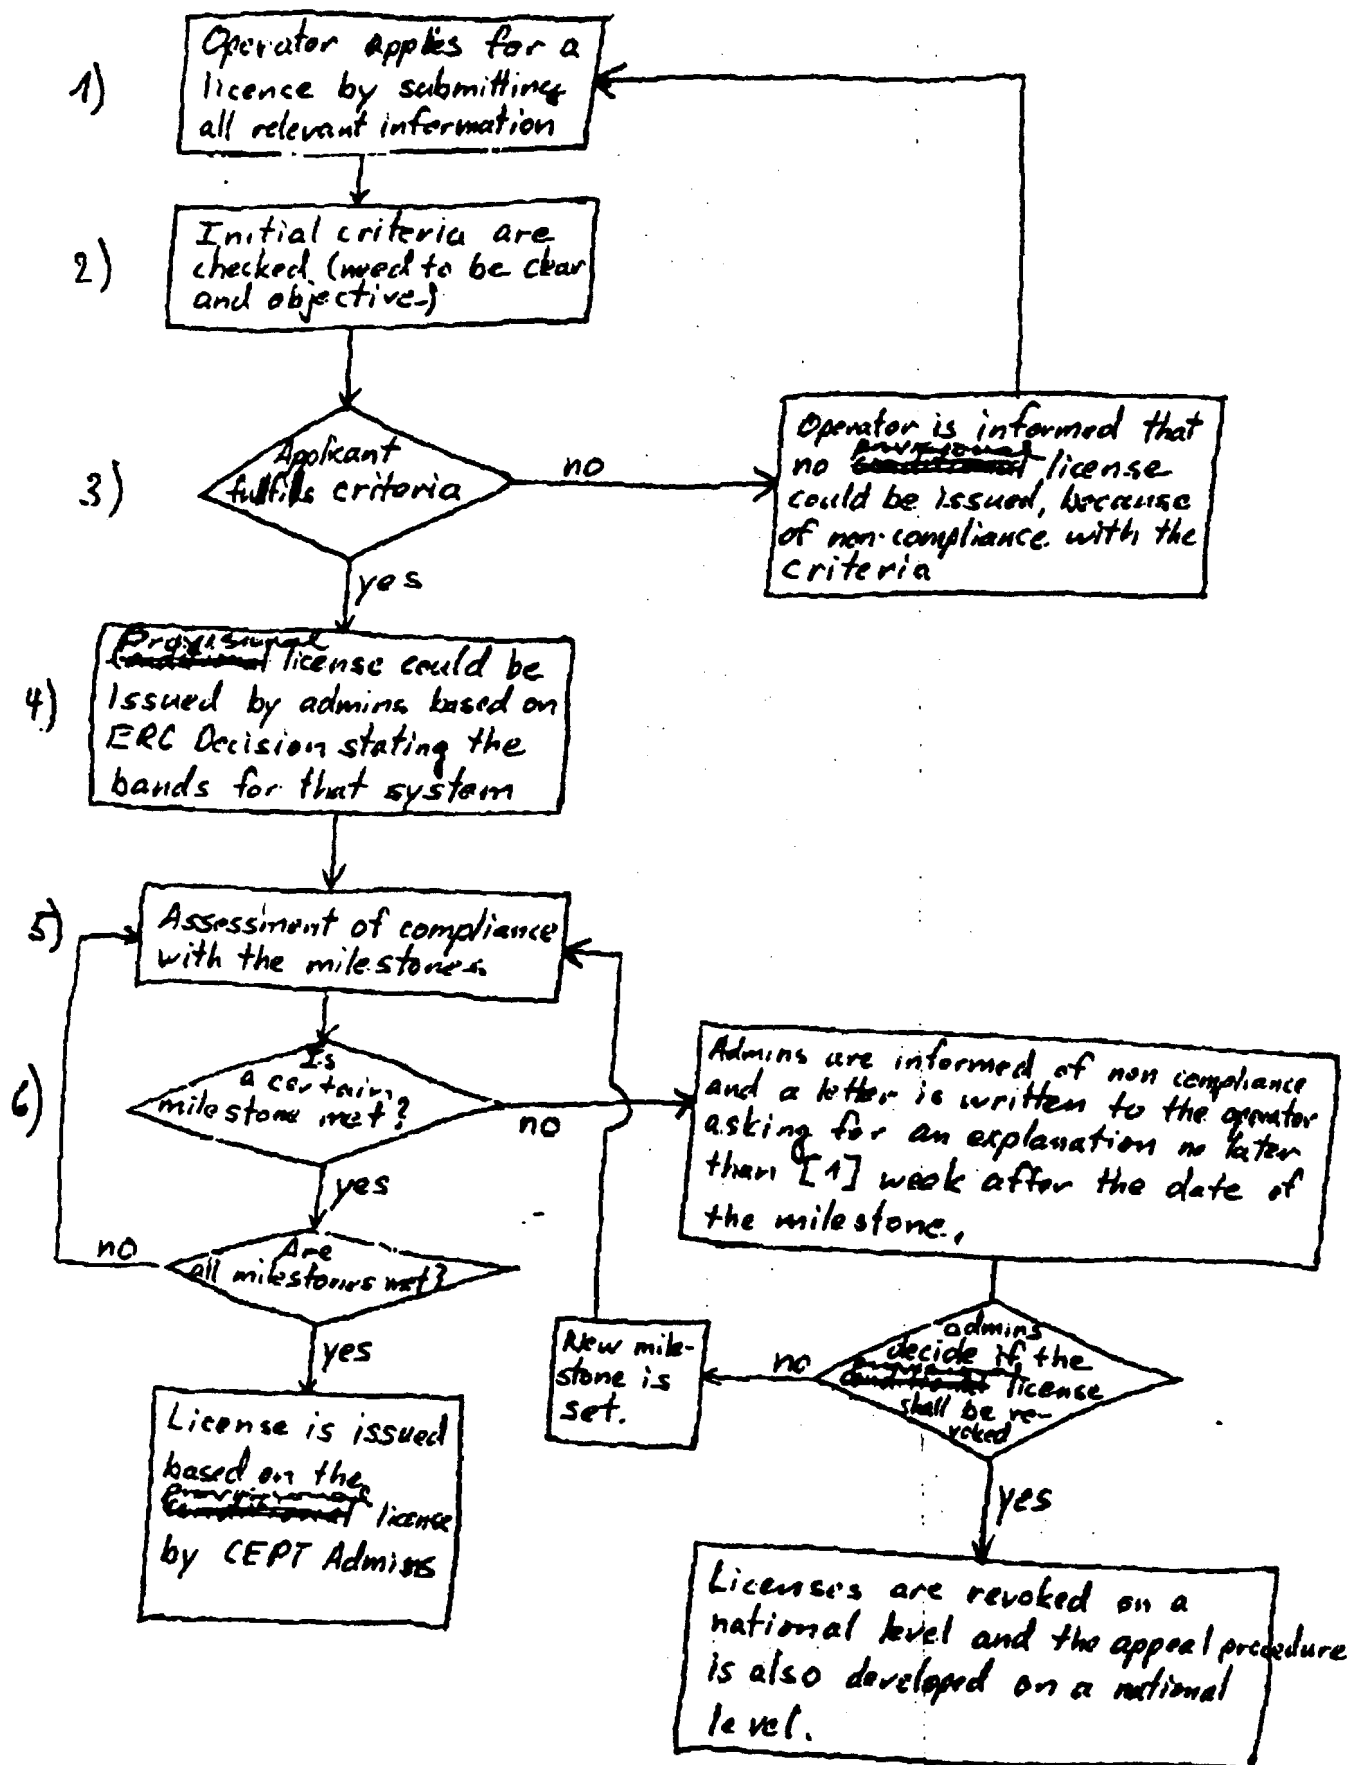 1)
Operator applies for a
licence by submitting
all relevant information
2)
Initial criteria are
checked (need to be clear
and objective)
3)
Applicant
fulfils criteria
no
Operator is informed that
provisional
no conditional license
could be issued, because
of non-compliance with the
criteria
yes
4)
Provisional
license could be
issued by admins based on
ERC Decision stating the
bands for that system
5)
Assessment of compliance
with the milestones.
6)
Is
a certain
milestone met?
no
Admins are informed of non compliance
and a letter is written to the operator
asking for an explanation no later
than [1] week after the date of
the milestone.
yes
no
Are
all milestones met?
New mile-
stone is
set.
no
admins
decide if the
provisional
conditional license
shall be re-
voked
yes
License is issued
based on the
provisional
conditional license
by CEPT Admins
yes
Licenses are revoked on a
national level and the appeal procedure
is also developed on a national
level.